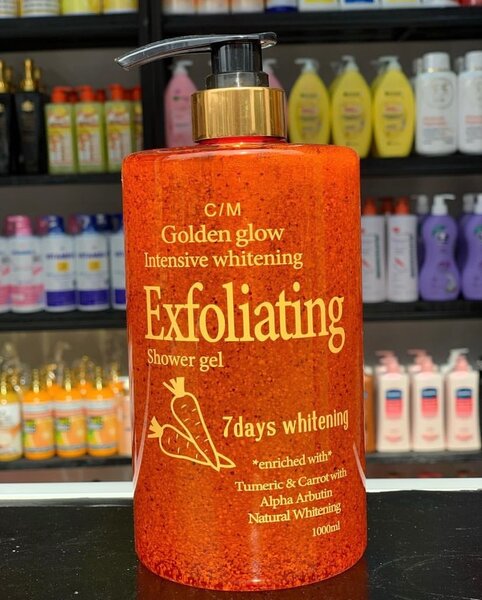 C/M
Golden glow
Intensive whitening
Exfoliating
Shower gel
7days whitening
*enriched with*
Tumeric & Carrot with
Alpha Arbutin
Natural Whitening
1000ml